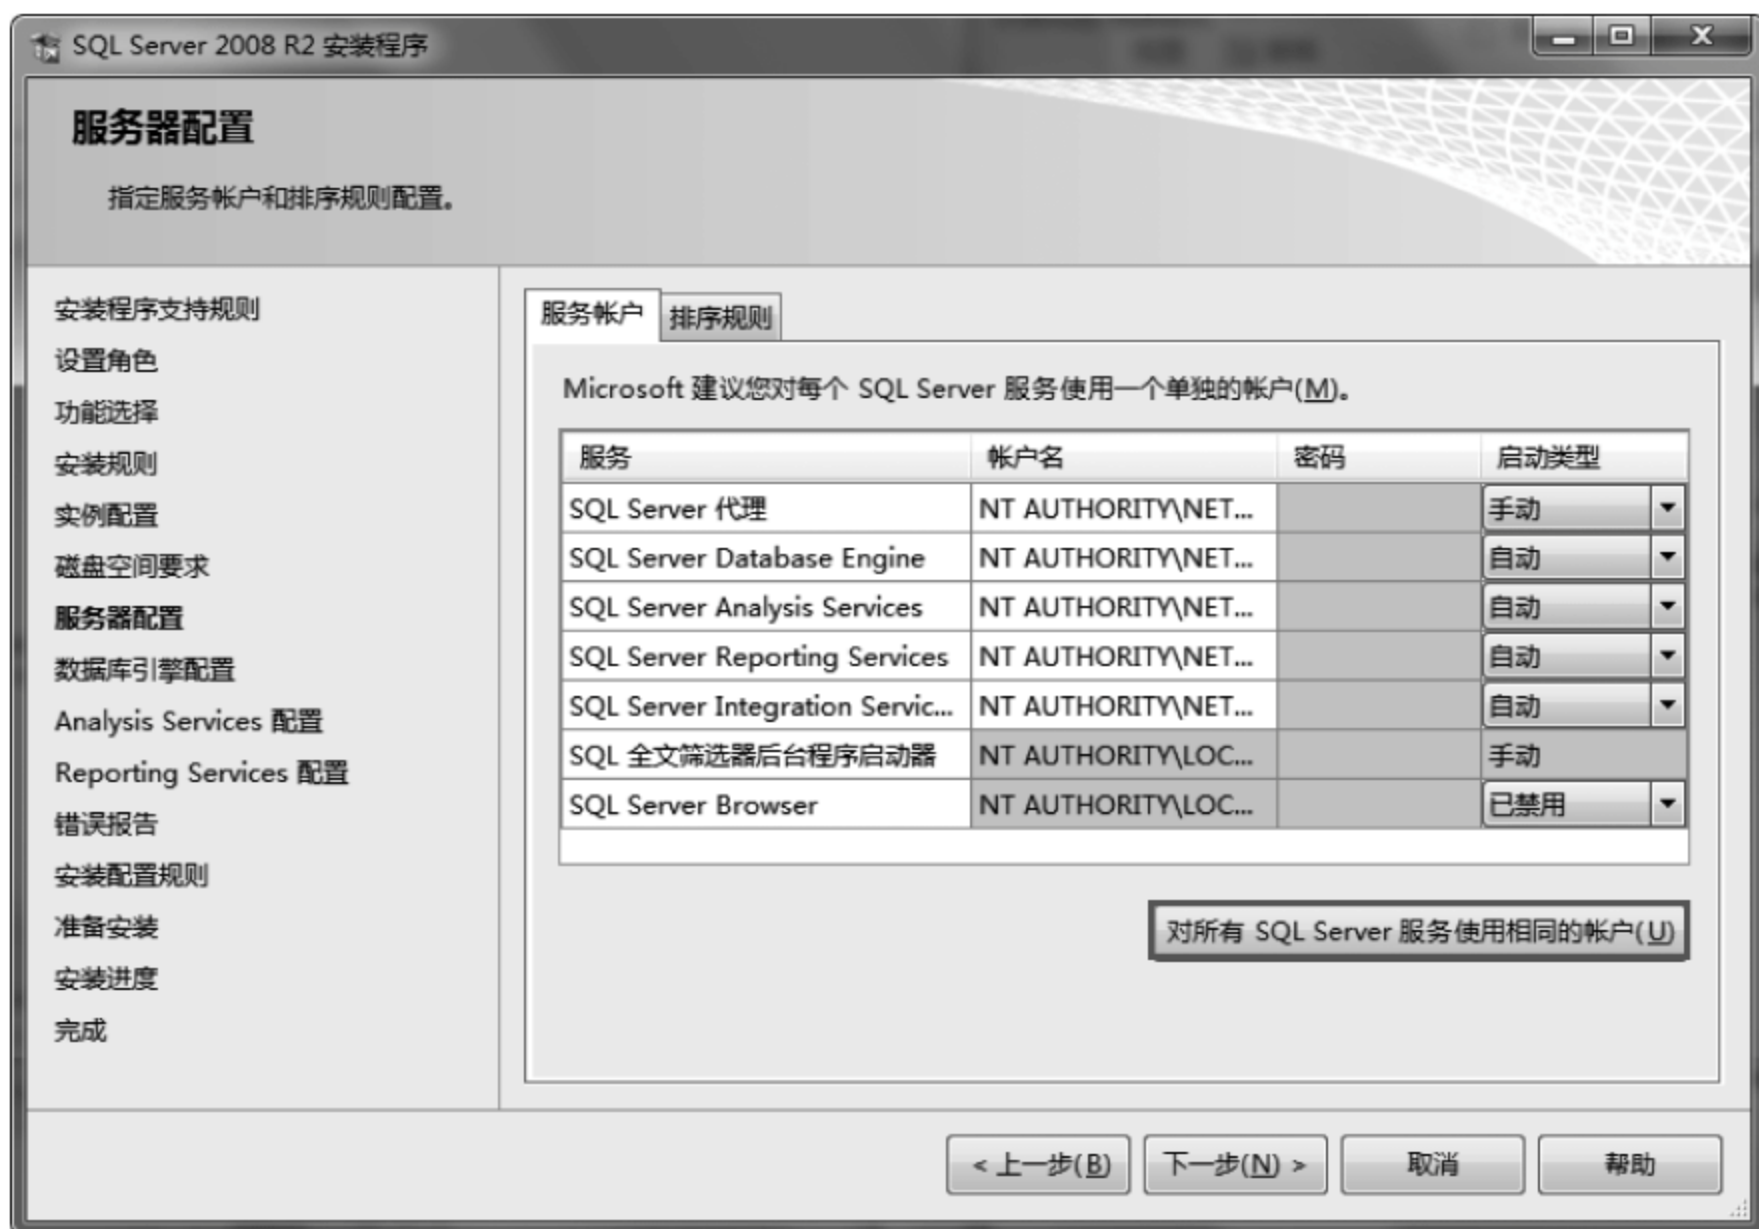 SQL Server 2008 R2 安装程序
服务器配置
指定服务帐户和排序规则配置。
安装程序支持规则
设置角色
功能选择
安装规则
实例配置
磁盘空间要求
服务器配置
数据库引擎配置
Analysis Services 配置
Reporting Services 配置
错误报告
安装配置规则
准备安装
安装进度
完成
服务帐户 排序规则
Microsoft 建议您对每个 SQL Server 服务使用一个单独的帐户(M)。
服务 帐户名 密码 启动类型
SQL Server 代理 NT AUTHORITY\NET... 手动
SQL Server Database Engine NT AUTHORITY\NET... 自动
SQL Server Analysis Services NT AUTHORITY\NET... 自动
SQL Server Reporting Services NT AUTHORITY\NET... 自动
SQL Server Integration Servic... NT AUTHORITY\NET... 自动
SQL 全文筛选器后台程序启动器 NT AUTHORITY\LOC... 手动
SQL Server Browser NT AUTHORITY\LOC... 已禁用
对所有 SQL Server 服务使用相同的帐户(U)
< 上一步(B) 下一步(N) > 取消 帮助